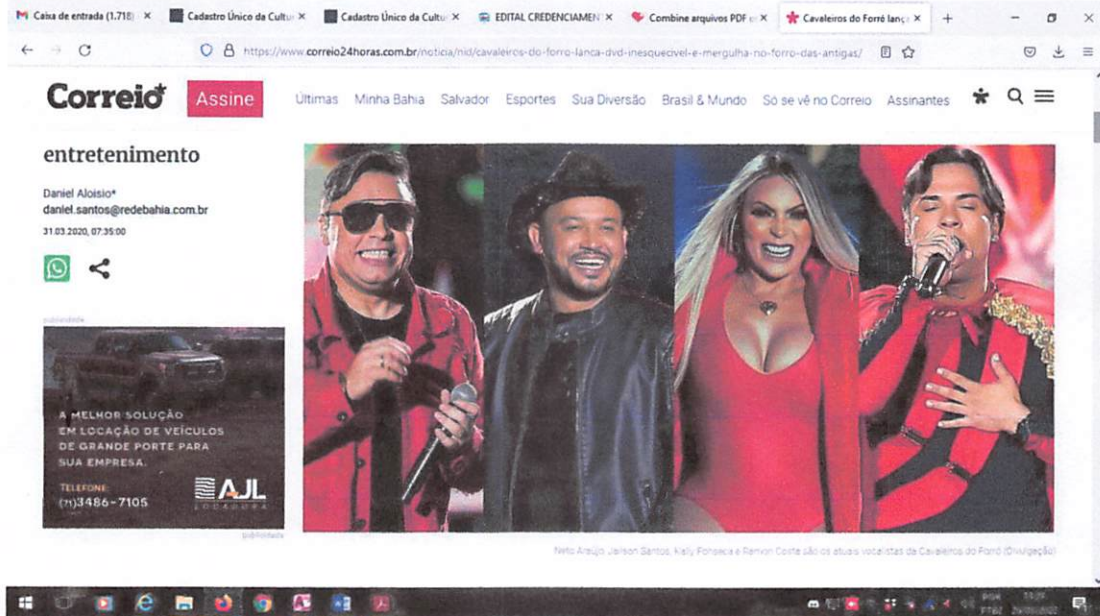 Caixa de entrada (1.718)
Cadastro Único da Cultu
Cadastro Único da Cultu
EDITAL CREDENCIAMEN
Combine arquivos PDF
Cavaleiros do Forró lanç
https://www.correio24horas.com.br/noticia/nid/cavaleiros-do-forro-lanca-dvd-inesquecivel-e-mergulha-no-forro-das-antigas/
Correio*
Assine
Últimas Minha Bahia Salvador Esportes Sua Diversão Brasil & Mundo Só se vê no Correio Assinantes
entretenimento
Daniel Aloisio*
daniel.santos@redebahia.com.br
31.03.2020, 07:35:00
publicidade
A MELHOR SOLUÇÃO
EM LOCAÇÃO DE VEÍCULOS
DE GRANDE PORTE PARA
SUA EMPRESA.
TELEFONE:
(71)3486-7105
AJL
LOCADORA
publicidade
Neto Araújo, Jailson Santos, Kelly Fonseca e Ramon Costa são os atuais vocalistas da Cavaleiros do Forró (Divulgação)
POR
PTB2